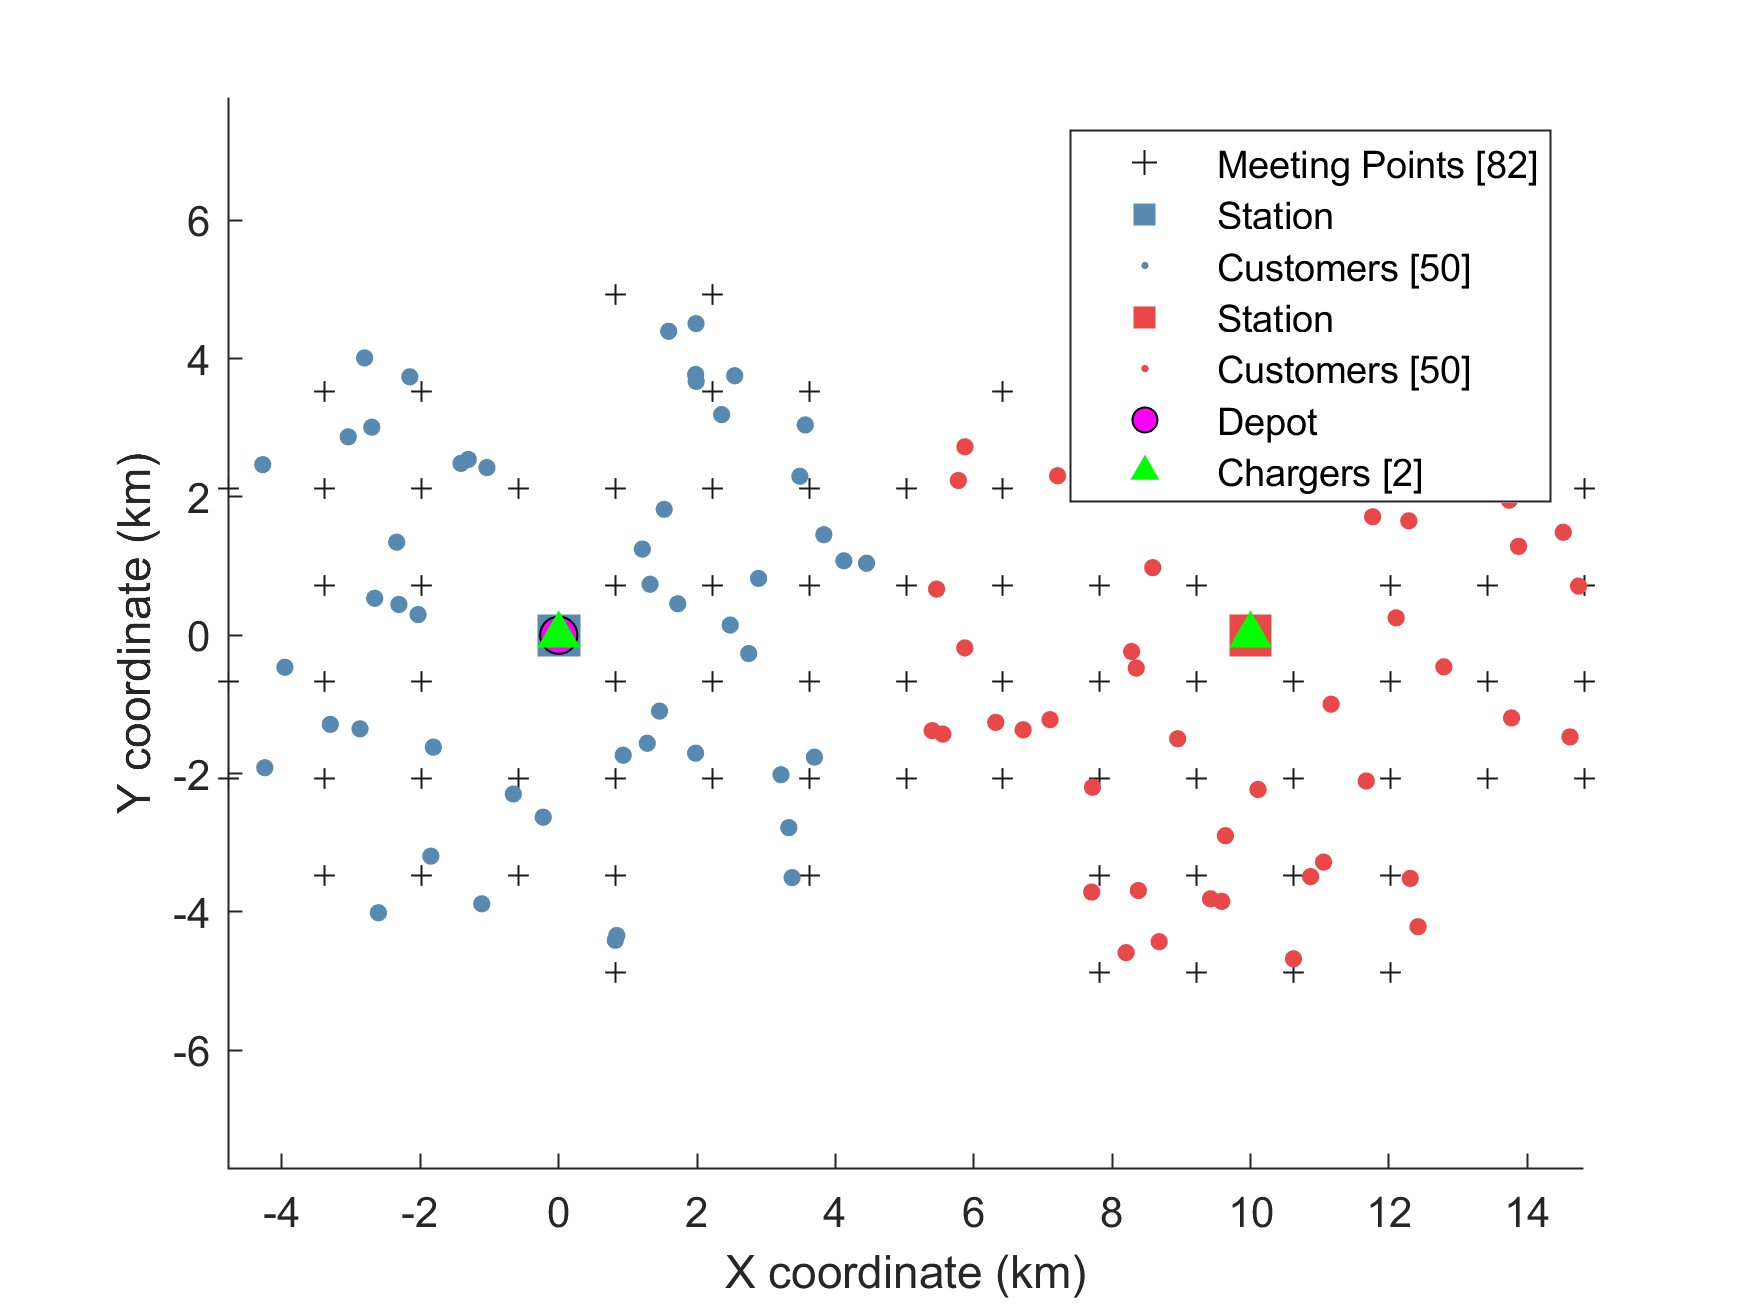 Meeting Points [82]
Station
Customers [50]
Station
Customers [50]
Depot
Chargers [2]
6
4
2
0
-2
-4
-6
Y coordinate (km)
-4 -2 0 2 4 6 8 10 12 14
X coordinate (km)